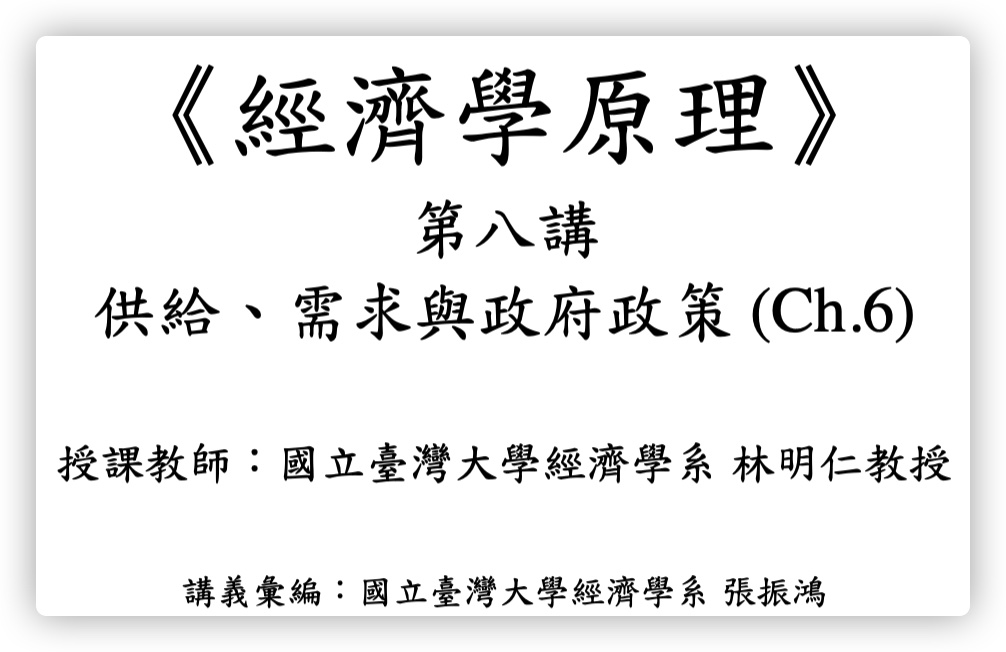 《經濟學原理》
第八講
供給、需求與政府政策 (Ch.6)
授課教師：國立臺灣大學經濟學系 林明仁教授
講義彙編：國立臺灣大學經濟學系 張振鴻